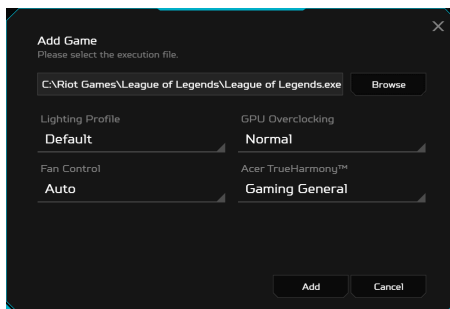 Add Game
Please select the execution file.
C:\Riot Games\League of Legends\League of Legends.exe Browse
Lighting Profile GPU Overclocking
Default Normal
Fan Control Acer TrueHarmony™
Auto Gaming General
Add Cancel